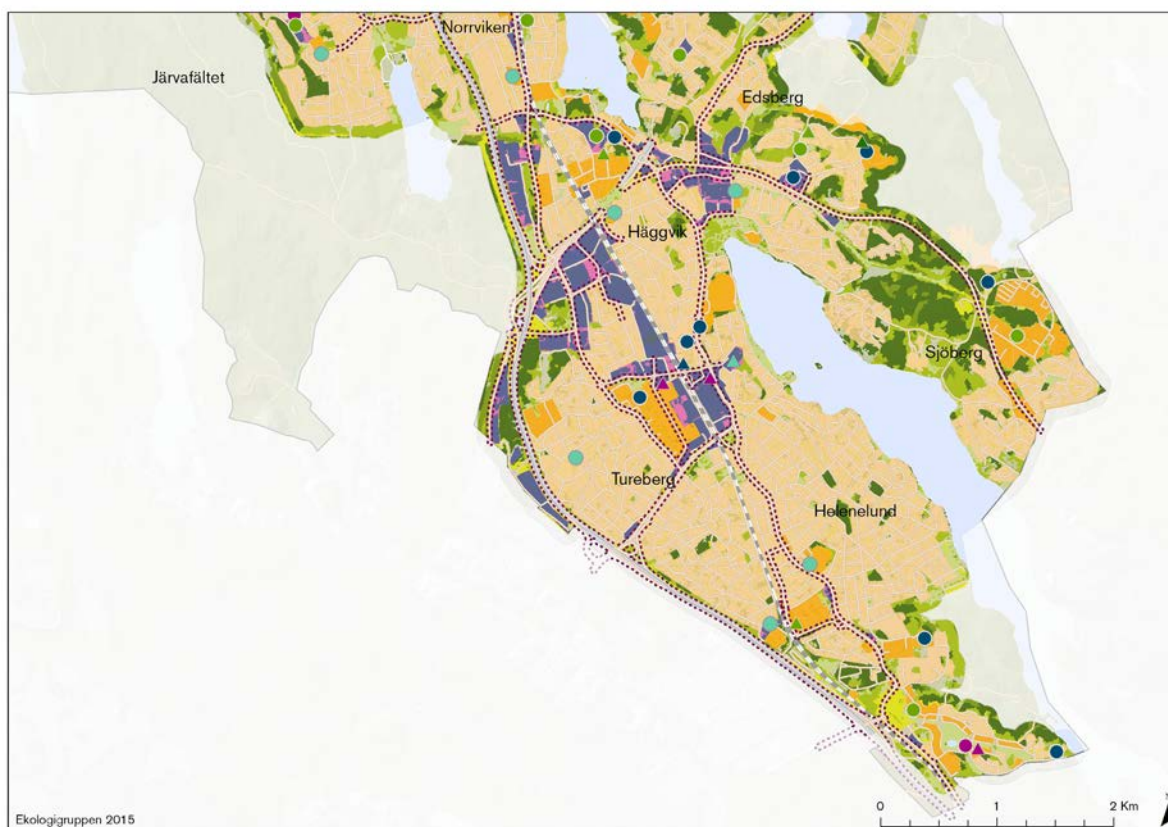 Norrviken
Järvafältet
Edsberg
Häggvik
Sjöberg
Tureberg
Helenelund
Ekologigruppen 2015
0 1 2 Km